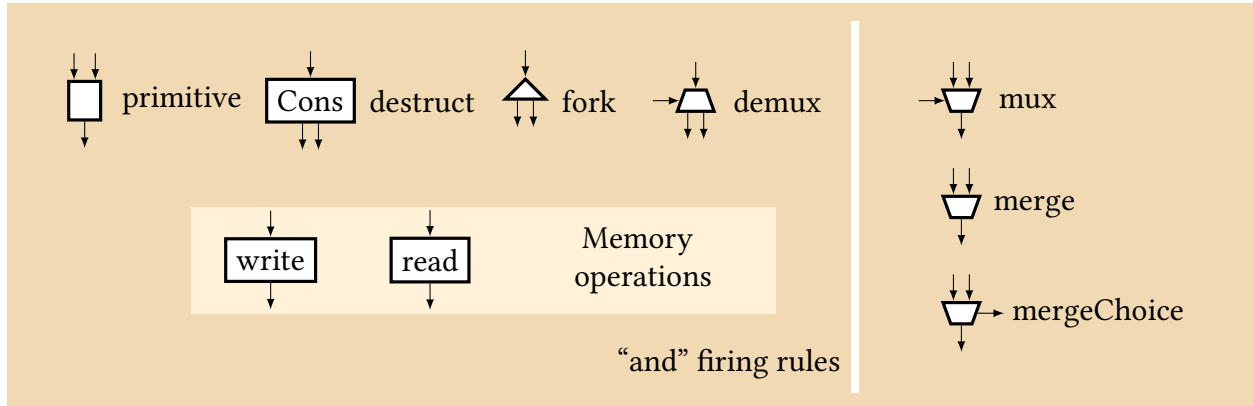 primitive
Cons
destruct
fork
demux
mux
write
read
Memory
operations
merge
mergeChoice
“and” firing rules